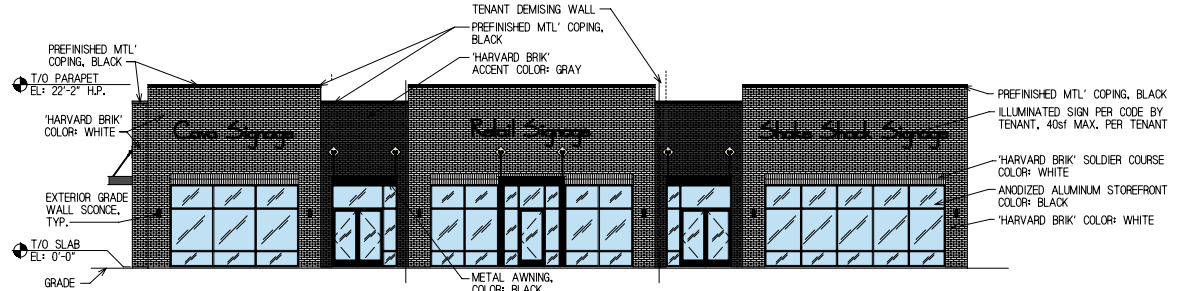 TENANT DEMISING WALL
PREFINISHED MTL' COPING,
BLACK
'HARVARD BRIK'
ACCENT COLOR: GRAY
PREFINISHED MTL'
COPING, BLACK
T/O PARAPET
EL: 22'-2" H.P.
'HARVARD BRIK'
COLOR: WHITE
EXTERIOR GRADE
WALL SCONCE,
TYP.
T/O SLAB
EL: 0'-0"
GRADE
Cava Signage
Retail Signage
Shake Shack Signage
METAL AWNING,
COLOR: BLACK
PREFINISHED MTL' COPING, BLACK
ILLUMINATED SIGN PER CODE BY
TENANT, 40sf MAX. PER TENANT
'HARVARD BRIK' SOLDIER COURSE
COLOR: WHITE
ANODIZED ALUMINUM STOREFRONT
COLOR: BLACK
'HARVARD BRIK' COLOR: WHITE